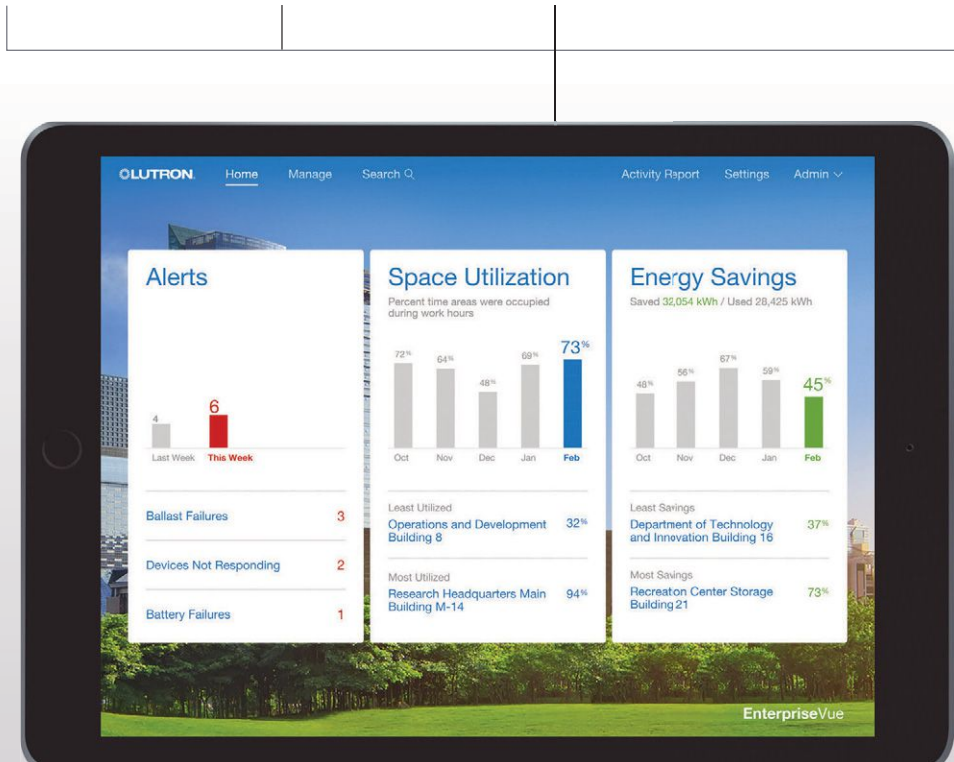 LUTRON.
Home
Manage
Search
Activity Report
Settings
Admin
Alerts
4
6
Last Week
This Week
Ballast Failures 3
Devices Not Responding 2
Battery Failures 1
Space Utilization
Percent time areas were occupied
during work hours
72%
64%
48%
69%
73%
Oct
Nov
Dec
Jan
Feb
Least Utilized
Operations and Development 32%
Building 8
Most Utilized
Research Headquarters Main 94%
Building M-14
Energy Savings
Saved 32,054 kWh / Used 28,425 kWh
48%
56%
67%
59%
45%
Oct
Nov
Dec
Jan
Feb
Least Savings
Department of Technology 37%
and Innovation Building 16
Most Savings
Recreaton Center Storage 73%
Building 21
EnterpriseVue